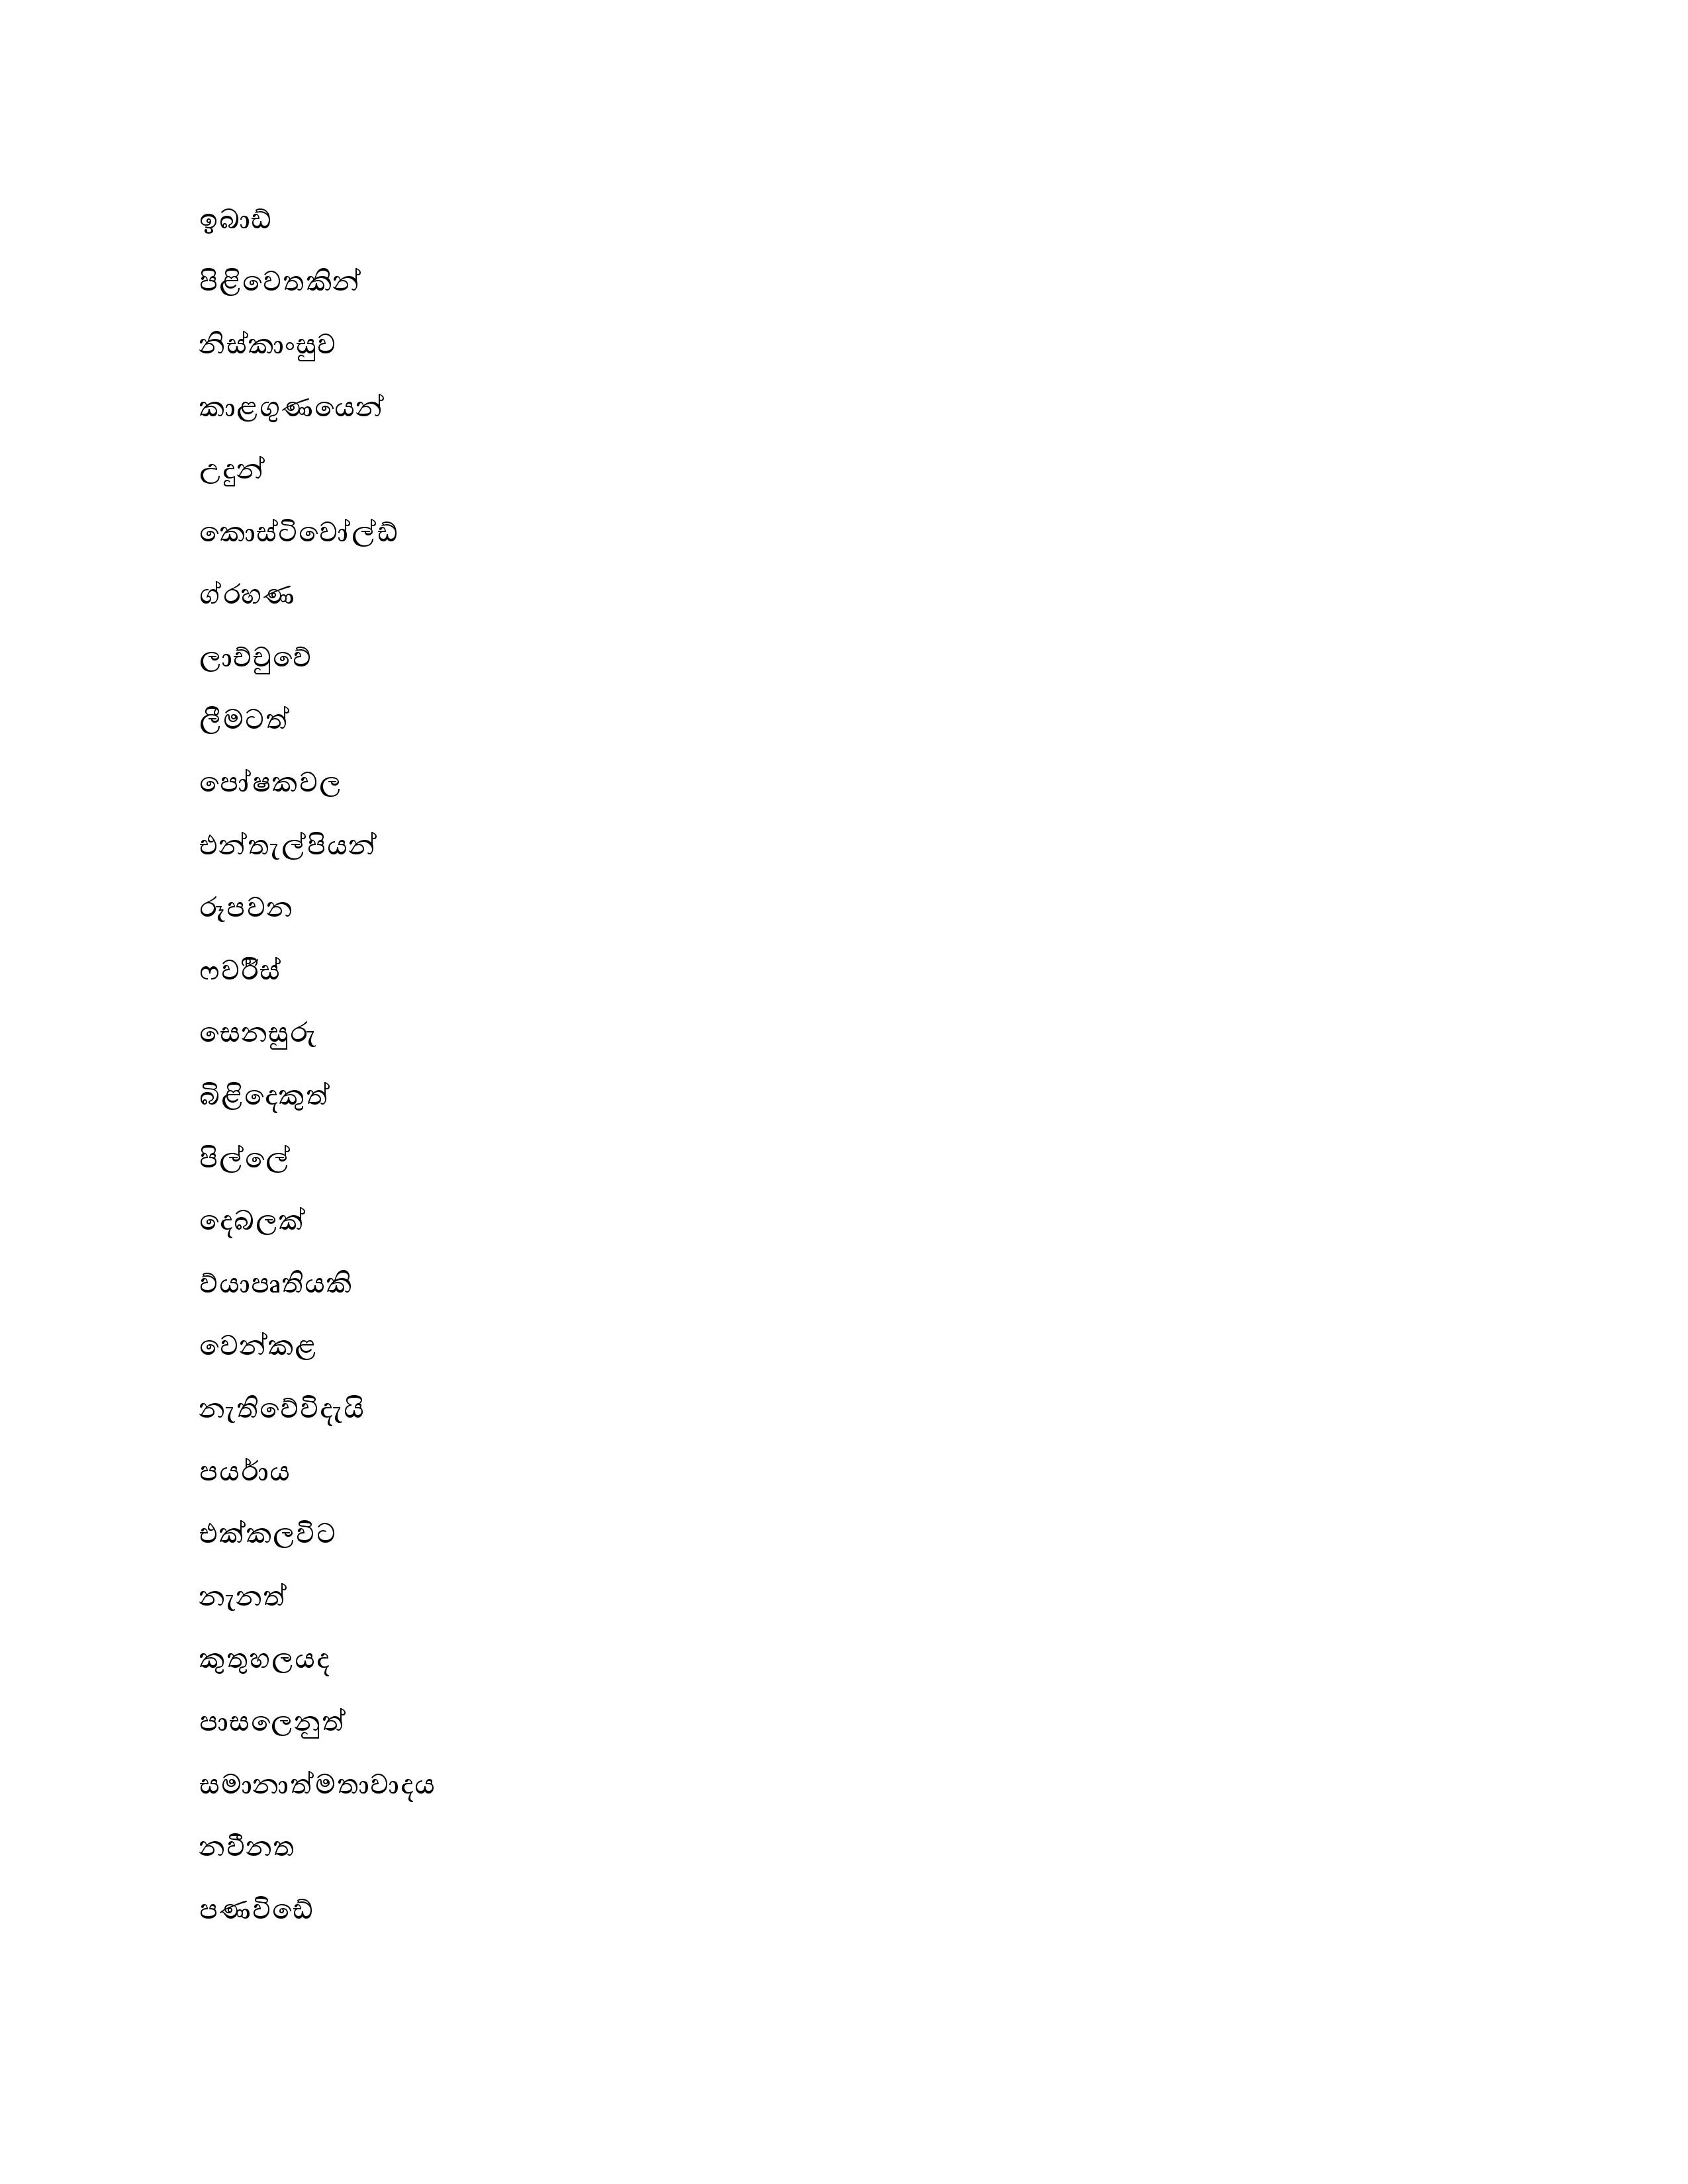 ඉබාඩ්
පිළිවෙතකින්
නිස්කාංසුව
කාළගුණයෙන්
උදුන්
කොස්ටිවෝල්ඩ්
ග්රහණ
ලාච්චුවේ
ලීමටත්
පෝෂකවල
එන්තැල්පියන්
රූපවන
ෆර්විරීස්
සෙනසුරු
බිළිදෙකුත්
පිල්ලේ
දෙබලක්
ව්යාපෘතියකි
වෙන්කළ
නැතිවේවිදැයි
පයර්‍ාය
එක්කලවිට
නැනත්
කුතුහලයද
පාසලෙනුත්
සමානාත්මතාවාදය
නවීනත
පණවිඩේ